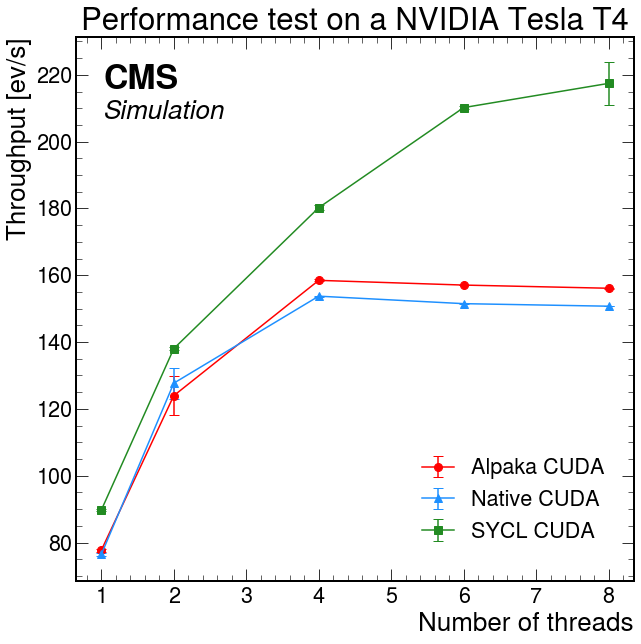 Performance test on a NVIDIA Tesla T4
CMS
Simulation
Throughput [ev/s]
220
200
180
160
140
120
100
80
Alpaka CUDA
Native CUDA
SYCL CUDA
1 2 3 4 5 6 7 8
Number of threads